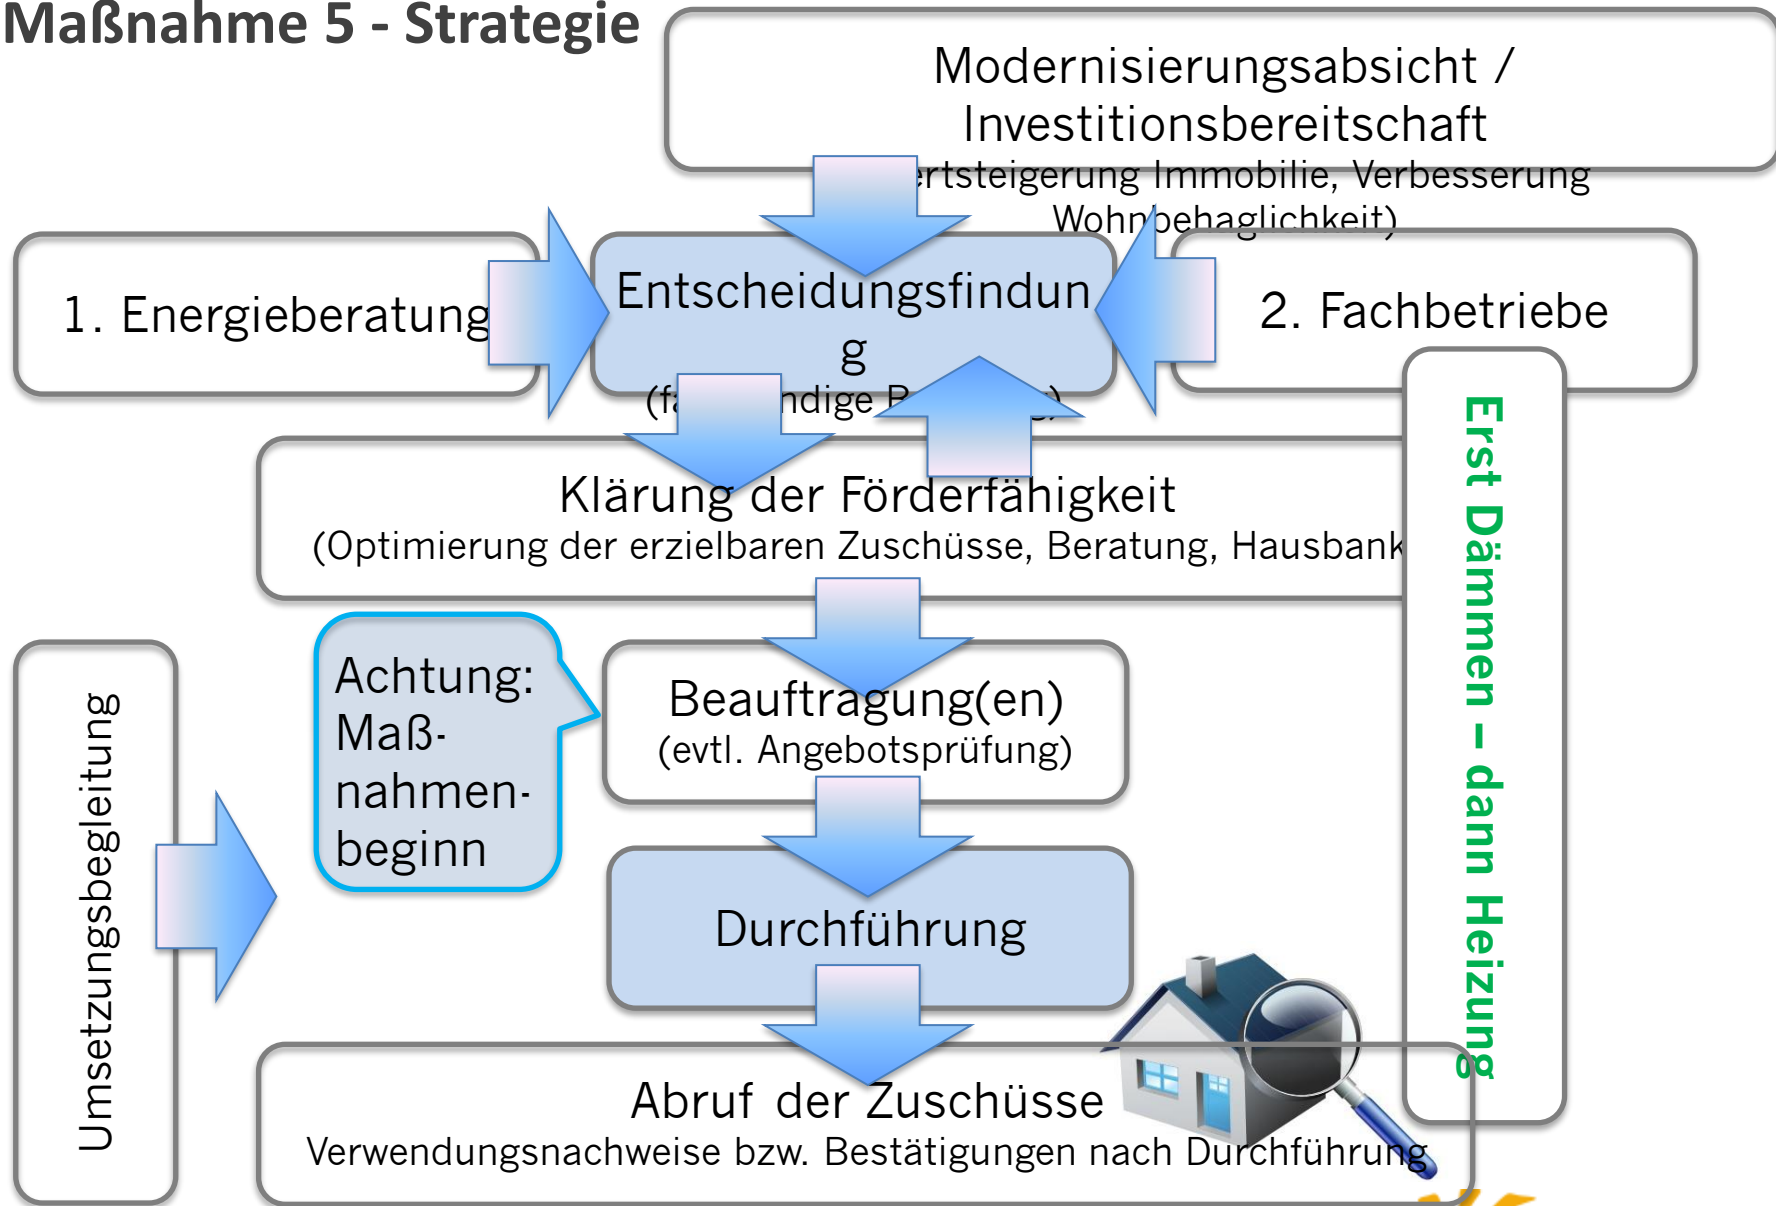 Maßnahme 5 - Strategie
Modernisierungsabsicht /
Investitionsbereitschaft
Immobilie, Verbesserung
Wohnbehaglichkeit)
1. Energieberatung
Entscheidungsfindun
g
2. Fachbetriebe
Klärung der Förderfähigkeit
(Optimierung der erzielbaren Zuschüsse, Beratung, Hausbank
Erst Dämmen – dann Heizung
Achtung:
Maß-
nahmen-
beginn
Beauftragung(en)
(evtl. Angebotsprüfung)
Umsetzungsbegleitung
Durchführung
Abruf der Zuschüsse
Verwendungsnachweise bzw. Bestätigungen nach Durchführung